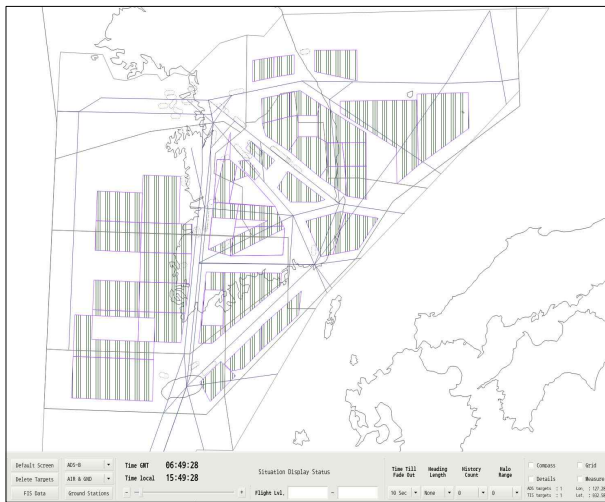 Default Screen
ADS-B
Time GMT 06:49:28
Situation Display Status
Time Till Fade Out
Heading Length
History Count
Halo Range
Compass
Grid
Delete Targets
AIR & GND
Time local 15:49:28
Details
Measure
FIS Data
Ground Stations
- +
Flight Lvl. -
10 Sec
None
0
0
ADS targets : 1
TIS targets : 1